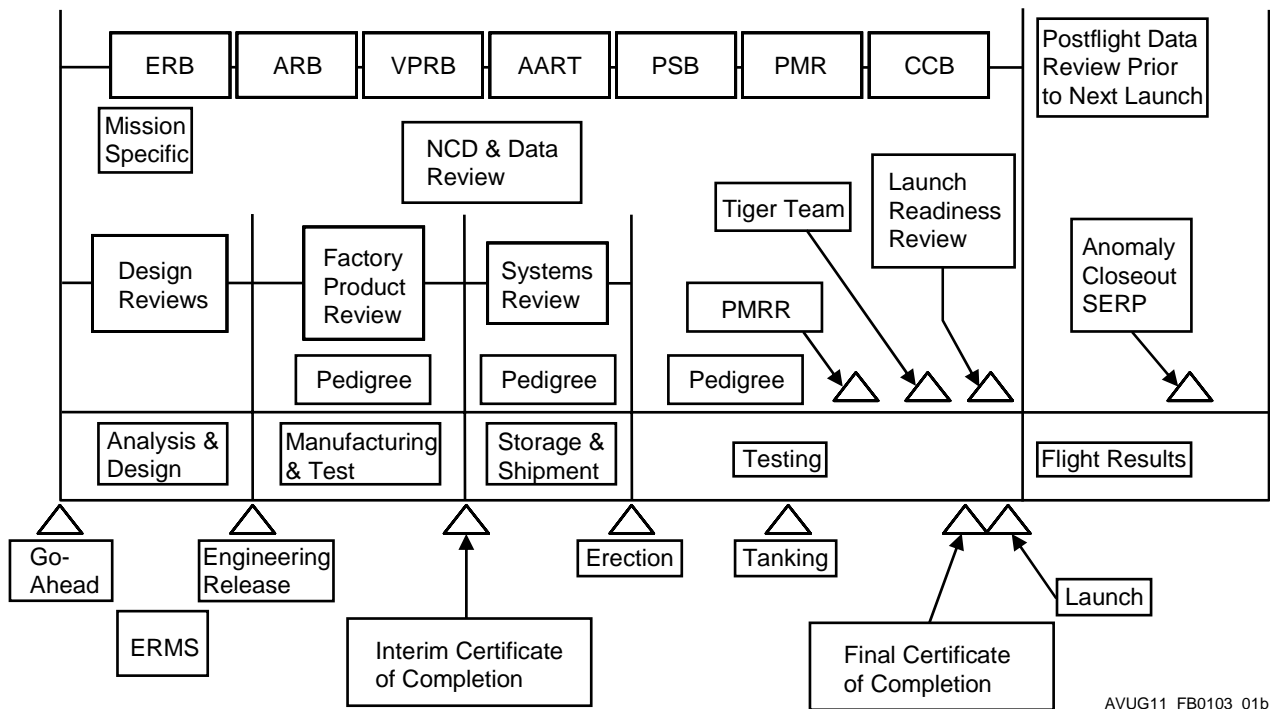 ERB
ARB
VPRB
AART
PSB
PMR
CCB
Postflight Data
Review Prior
to Next Launch
Mission
Specific
NCD & Data
Review
Tiger Team
Launch
Readiness
Review
Design
Reviews
Factory
Product
Review
Systems
Review
PMRR
Anomaly
Closeout
SERP
Pedigree
Pedigree
Pedigree
Analysis &
Design
Manufacturing
& Test
Storage &
Shipment
Testing
Flight Results
Go-
Ahead
Engineering
Release
Erection
Tanking
Launch
ERMS
Interim Certificate
of Completion
Final Certificate
of Completion
AVUG11_FB0103_01b